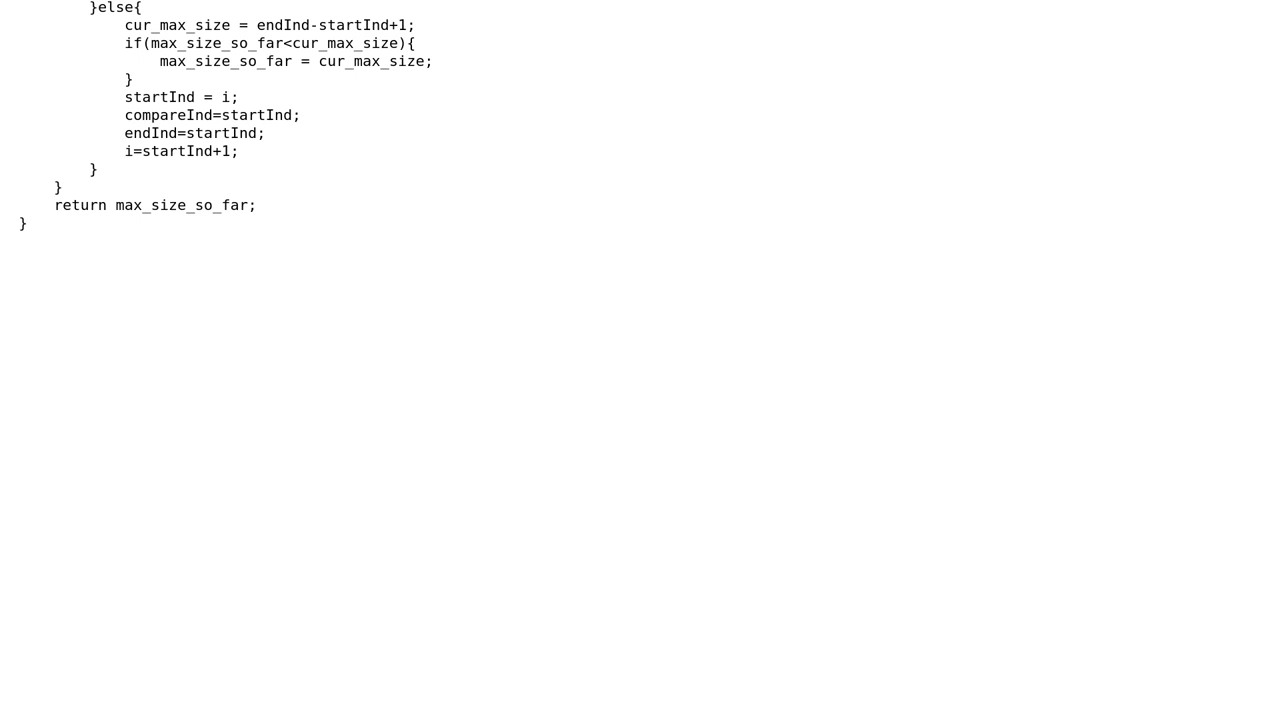 }else{
            cur_max_size = endInd-startInd+1;
            if(max_size_so_far<cur_max_size){
                max_size_so_far = cur_max_size;
            }
            startInd = i;
            compareInd=startInd;
            endInd=startInd;
            i=startInd+1;
        }
    }
    return max_size_so_far;
}